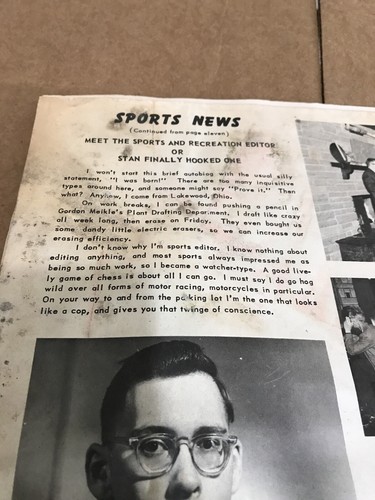 SPORTS NEWS
(Continued from page eleven)
MEET THE SPORTS AND RECREATION EDITOR
OR
STAN FINALLY HOOKED ONE
I won't start this brief autobiog with the usual silly
statement, "I was born!" There are too many inquisitive
types around here, and someone might say "Prove it." Then
what? Anyhow, I come from Lakewood, Ohio.
On work breaks, I can be found pushing a pencil in
Gordon Meikle's Plant Drafting Department. I draft like crazy
all week long, then erase on Friday. They even bought us
some dandy little electric erasers, so we can increase our
erasing efficiency.
I don't know why I'm sports editor. I know nothing about
editing anything, and most sports always impressed me as
being so much work, so I became a watcher-type. A good live-
ly game of chess is about all I can go. I must say I do go hog
wild over all forms of motor racing, motorcycles in particular.
On your way to and from the parking lot I'm the one that looks
like a cop, and gives you that twinge of conscience.